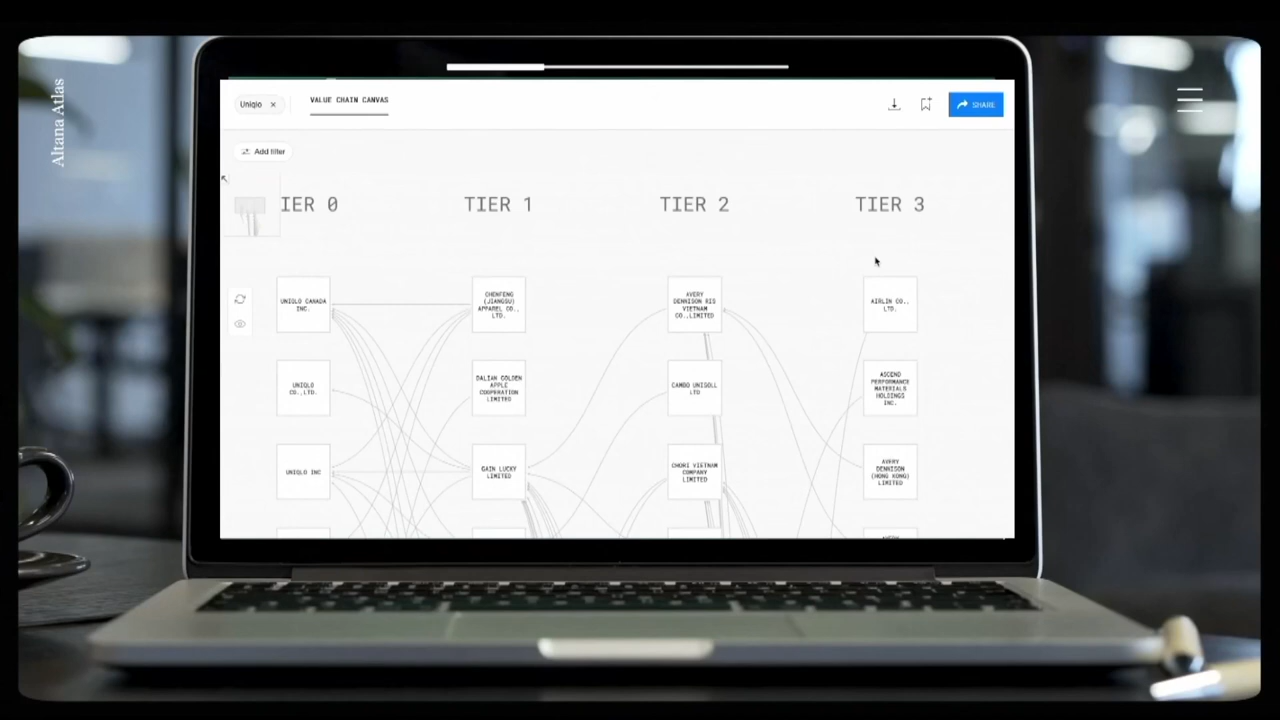 Altana Atlas
Uniqlo ×
VALUE CHAIN CANVAS
SHARE
Add filter
IER 0
TIER 1
TIER 2
TIER 3
UNIQLO CANADA
INC.
CHENFENG
(JIANGSU)
APPAREL CO.,
LTD.
AVERY
DENNISON RIS
VIETNAM
CO.,LIMITED
AIRLIN CO.,
LTD.
UNIQLO
CO.,LTD.
DALIAN GOLDEN
APPLE
COOPERATION
LIMITED
CAMBO UNISOLL
LTD
ASCEND
PERFORMANCE
MATERIALS
HOLDINGS
INC.
UNIQLO INC
GAIN LUCKY
LIMITED
CHORI VIETNAM
COMPANY
LIMITED
AVERY
DENNISON
(HONG KONG)
LIMITED